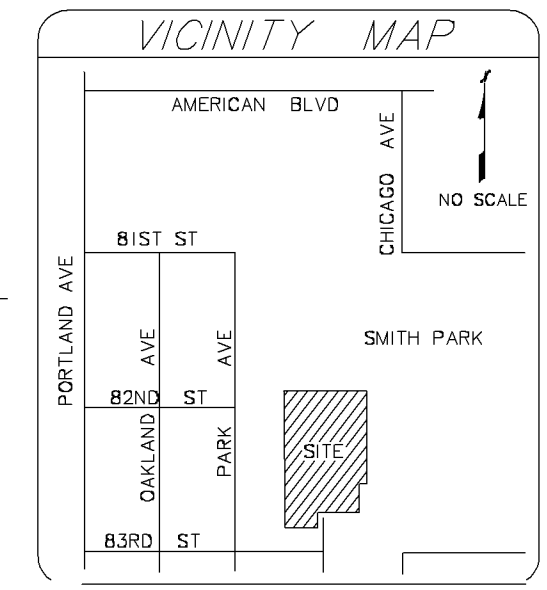 VICINITY MAP
AMERICAN BLVD
CHICAGO AVE
NO SCALE
81ST ST
PORTLAND AVE
AVE
AVE
SMITH PARK
82ND ST
OAKLAND
PARK
SITE
83RD ST